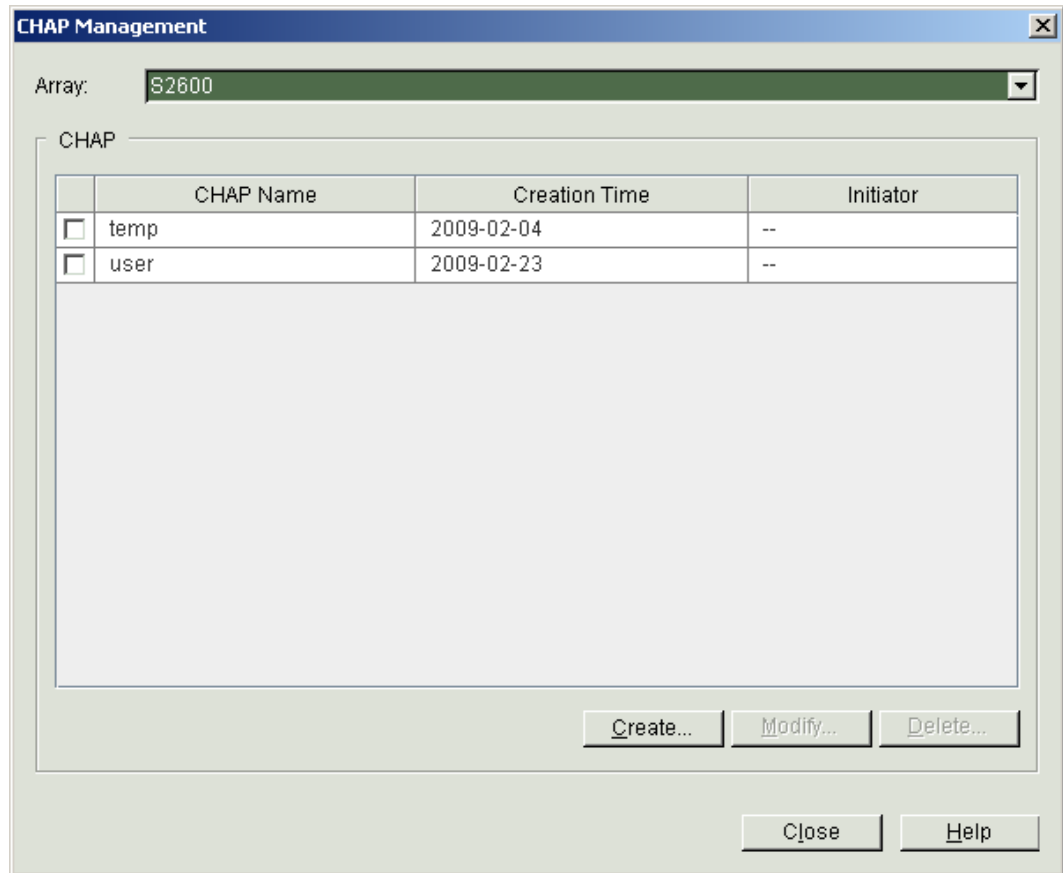 CHAP Management
Array: S2600
CHAP
CHAP Name Creation Time Initiator
temp 2009-02-04 --
user 2009-02-23 --
Create... Modify... Delete...
Close Help